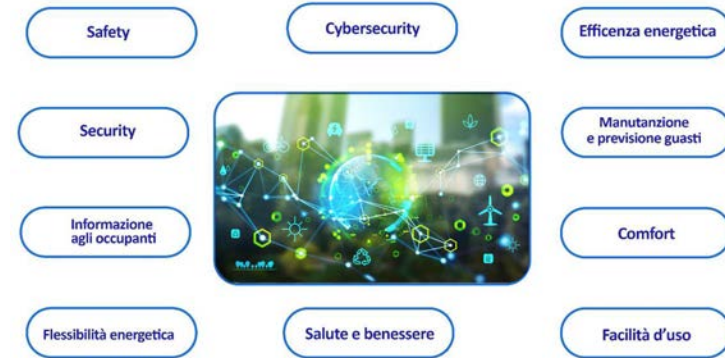 Safety
Cybersecurity
Efficenza energetica
Security
Manutanzione
e previsione guasti
Informazione
agli occupanti
Comfort
Flessibilità energetica
Salute e benessere
Facilità d'uso